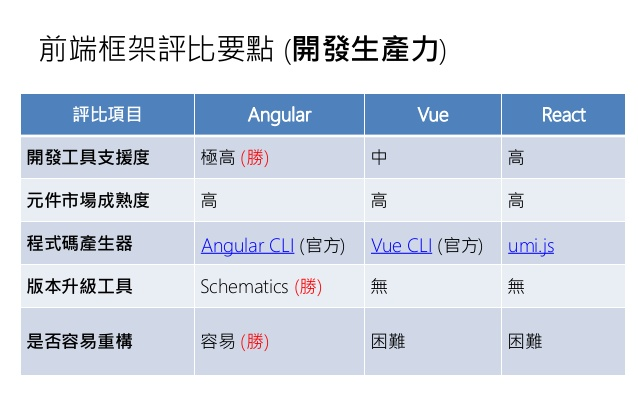 前端框架評比要點 (開發生產力)
評比項目 Angular Vue React
開發工具支援度 極高 (勝) 中 高
元件市場成熟度 高 高 高
程式碼產生器 Angular CLI (官方) Vue CLI (官方) umi.js
版本升級工具 Schematics (勝) 無 無
是否容易重構 容易 (勝) 困難 困難